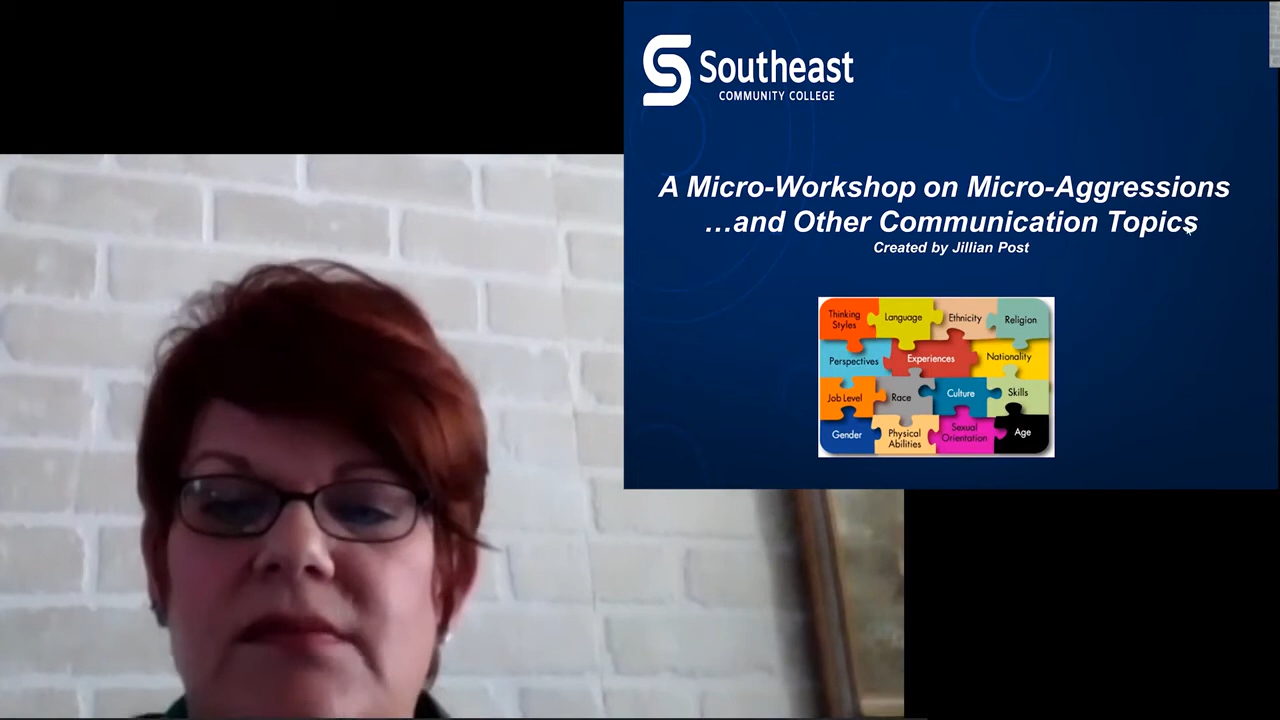 Southeast
COMMUNITY COLLEGE
A Micro-Workshop on Micro-Aggressions
…and Other Communication Topics
Created by Jillian Post
Thinking
Styles
Language
Ethnicity
Religion
Perspectives
Experiences
Nationality
Job Level
Race
Culture
Skills
Gender
Physical
Abilities
Sexual
Orientation
Age